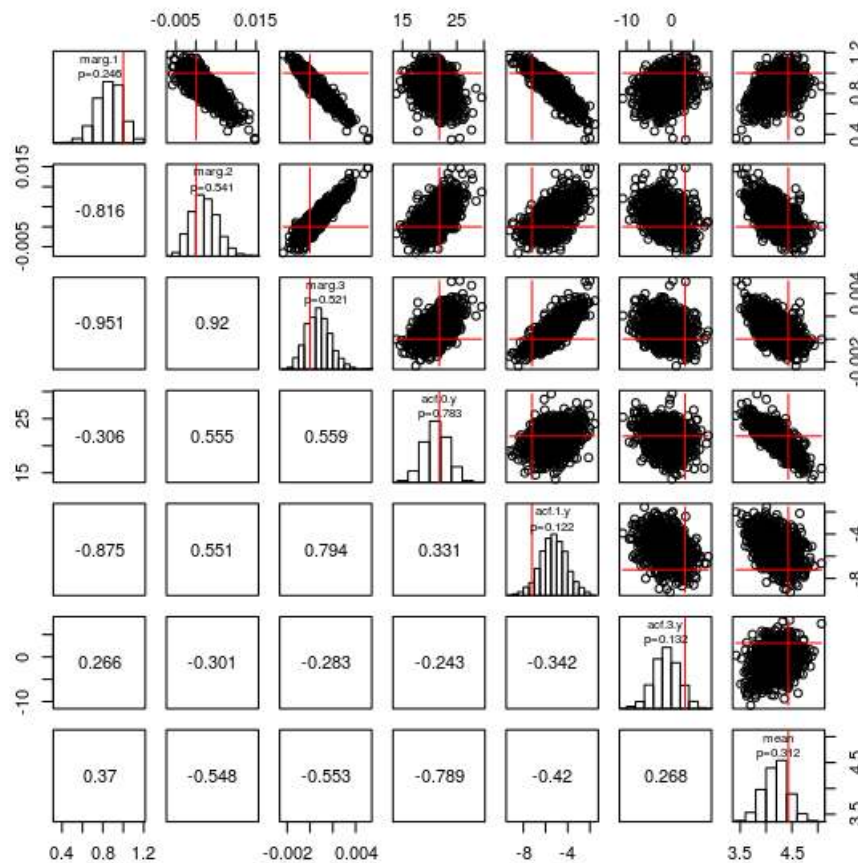 -0.005 0.015 15 25 -10 0
marg.1
p=0.246
0.4 0.8 1.2
-0.005 0.015
-0.816
marg.2
p=0.541
-0.951 0.92
marg.3
p=0.521
-0.002 0.004
15 25
-0.306 0.555 0.559
acf.0.y
p=0.783
-0.875 0.551 0.794 0.331
acf.1.y
p=0.122
-8 -4
-10 0
0.266 -0.301 -0.283 -0.243 -0.342
acf.3.y
p=0.132
0.37 -0.548 -0.553 -0.789 -0.42 0.268
mean
p=0.312
3.5 4.5
0.4 0.8 1.2 -0.002 0.004 -8 -4 3.5 4.5